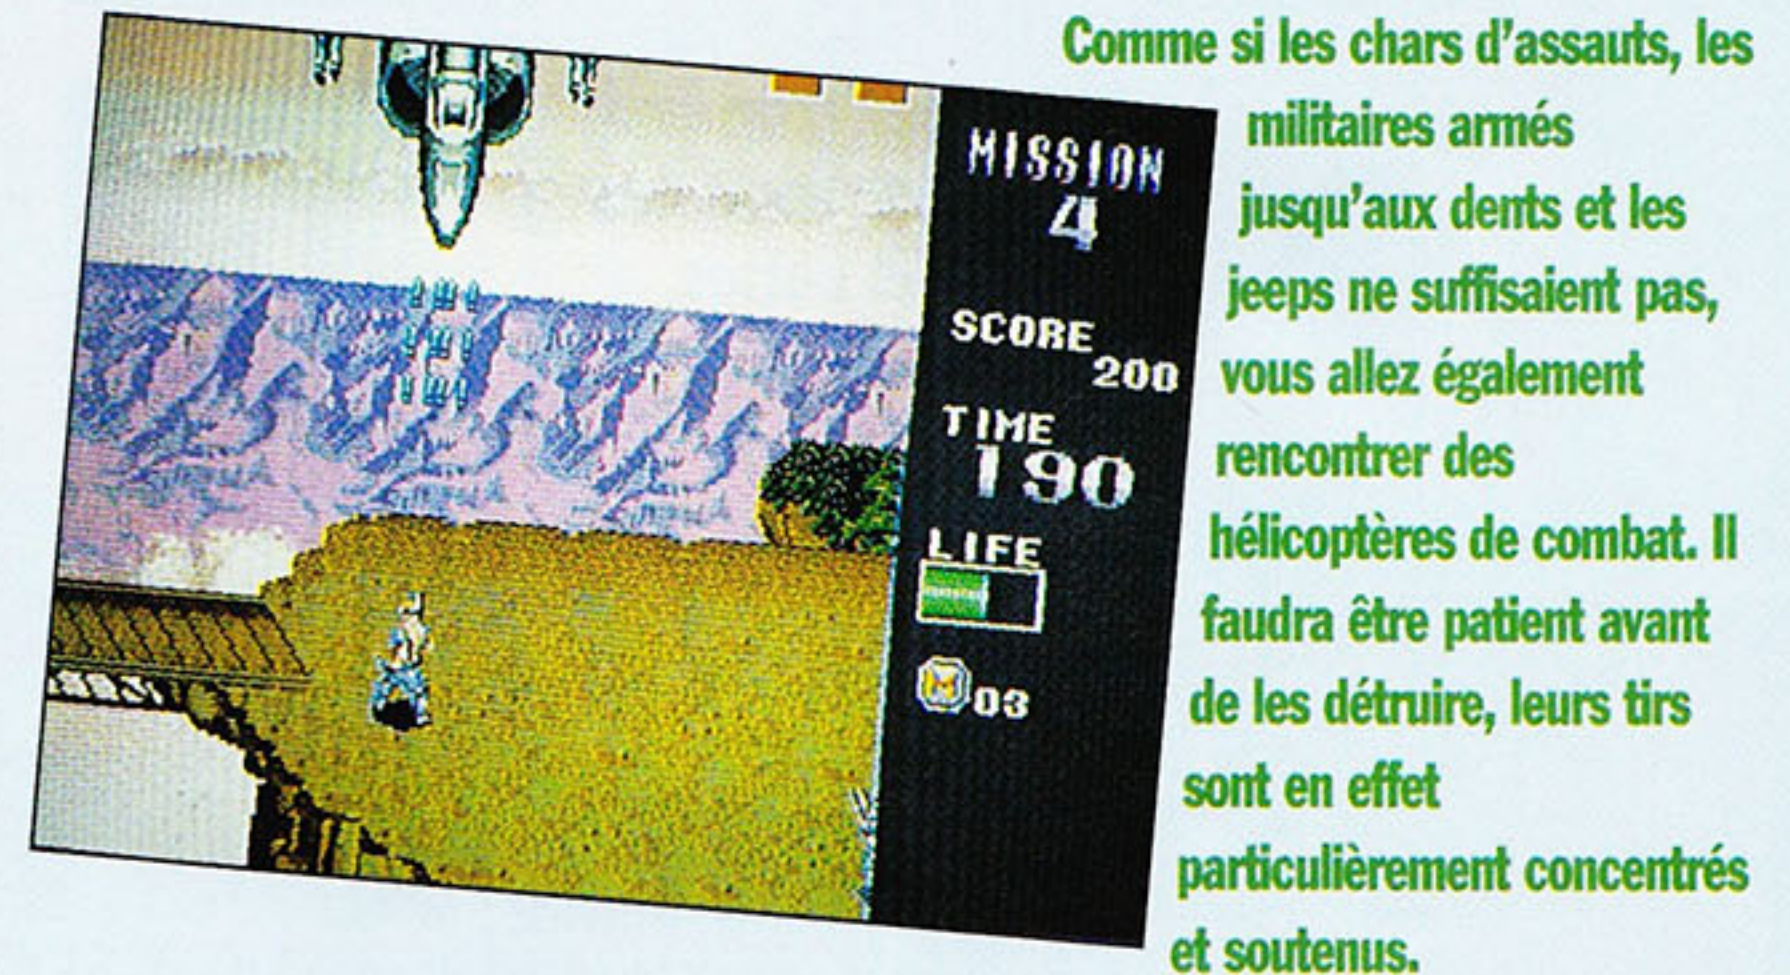 Comme si les chars d'assauts, les
militaires armés
jusqu'aux dents et les
jeeps ne suffisaient pas,
vous allez également
rencontrer des
hélicoptères de combat. Il
faudra être patient avant
de les détruire, leurs tirs
sont en effet
particulièrement concentrés
et soutenus.
MISSION
4
SCORE
200
TIME
190
LIFE
M 03